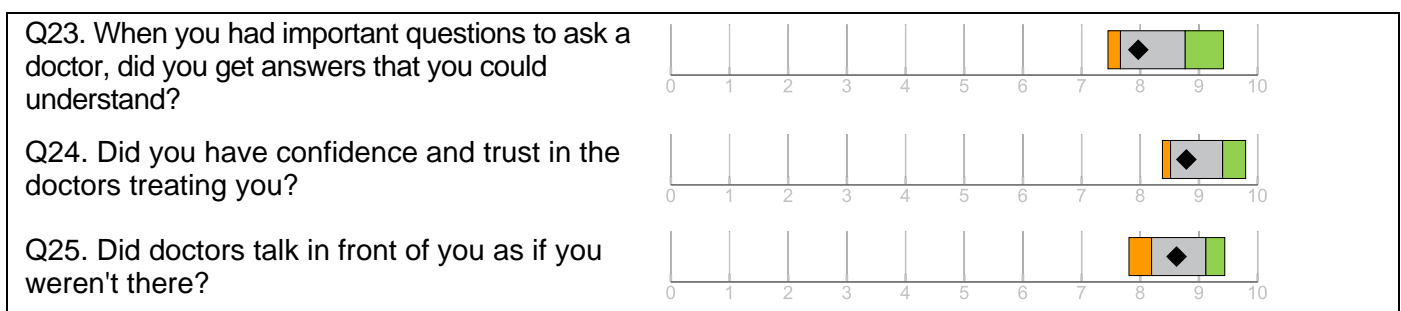 Q23. When you had important questions to ask a
doctor, did you get answers that you could
understand?
0 1 2 3 4 5 6 7 8 9 10
Q24. Did you have confidence and trust in the
doctors treating you?
0 1 2 3 4 5 6 7 8 9 10
Q25. Did doctors talk in front of you as if you
weren't there?
0 1 2 3 4 5 6 7 8 9 10